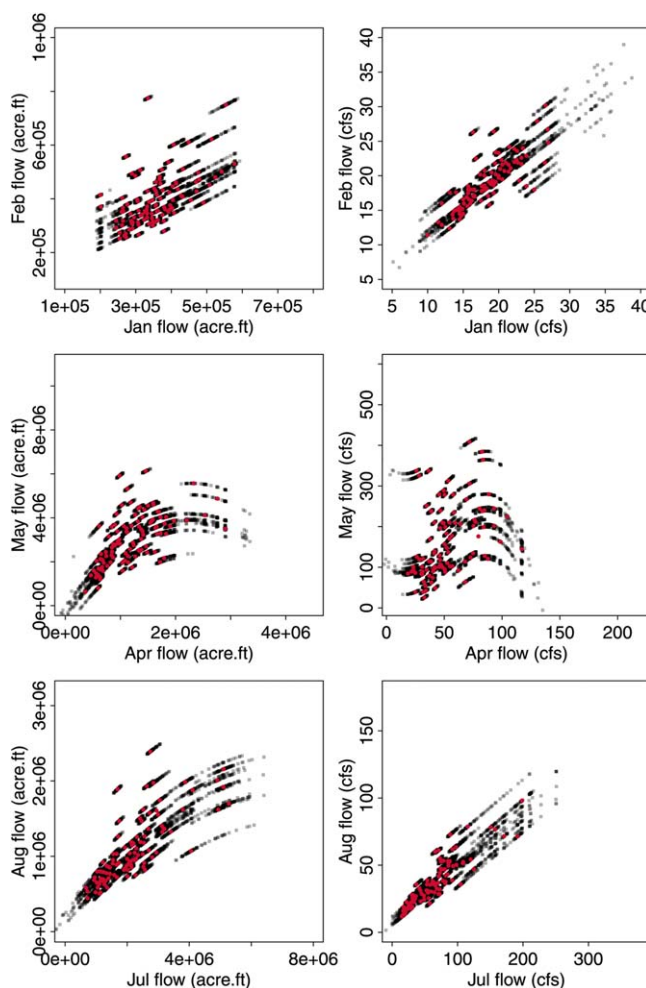 1e+06
6e+05
2e+05
Feb flow (acre.ft)
1e+05 3e+05 5e+05 7e+05
Jan flow (acre.ft)
40
35
30
25
20
15
10
5
Feb flow (cfs)
5 10 15 20 25 30 35 40
Jan flow (cfs)
8e+06
4e+06
0e+00
May flow (acre.ft)
0e+00 2e+06 4e+06
Apr flow (acre.ft)
500
300
100
0
May flow (cfs)
0 50 100 200
Apr flow (cfs)
3e+06
2e+06
1e+06
0e+00
Aug flow (acre.ft)
0e+00 4e+06 8e+06
Jul flow (acre.ft)
150
100
50
0
Aug flow (cfs)
0 100 200 300
Jul flow (cfs)